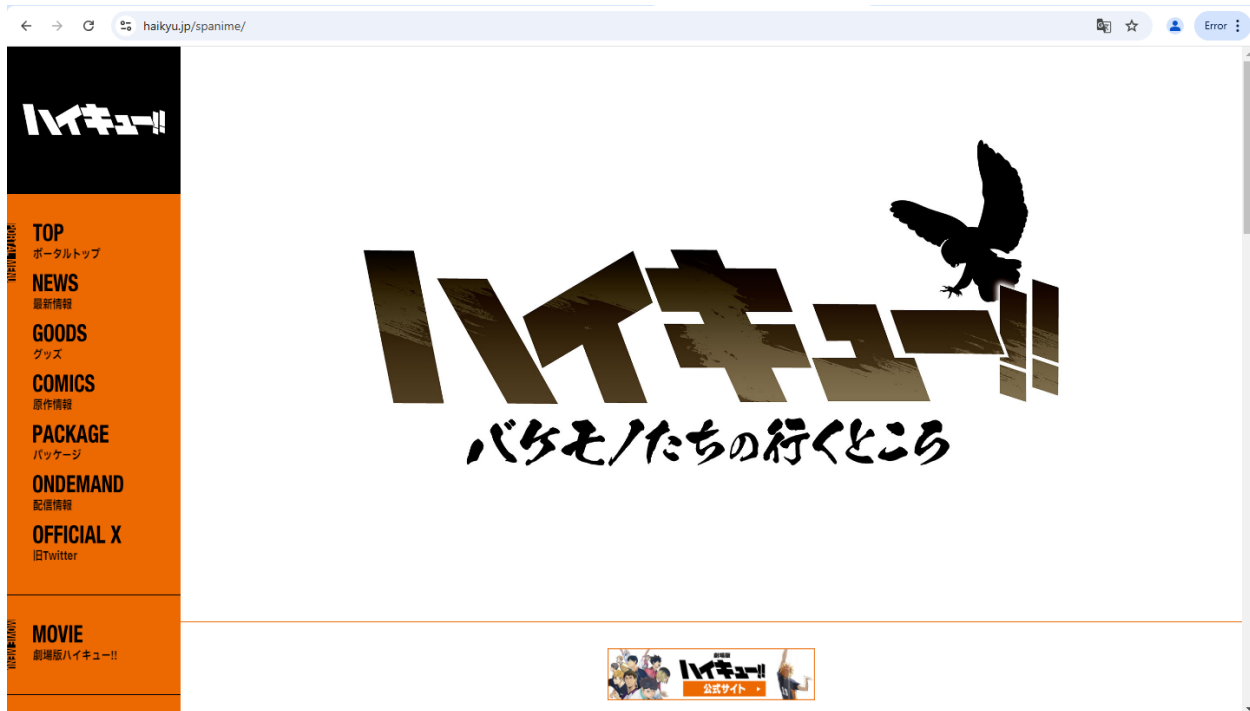 haikyu.jp/spanime/
Error
ハイキュー!!
PORTAL MENU
TOP
ポータルトップ
NEWS
最新情報
GOODS
グッズ
COMICS
原作情報
PACKAGE
パッケージ
ONDEMAND
配信情報
OFFICIAL X
旧Twitter
MOVIE MENU
MOVIE
劇場版ハイキュー!!
ハイキュー!!
バケモノたちの行くところ
劇場版
ハイキュー!!
公式サイト